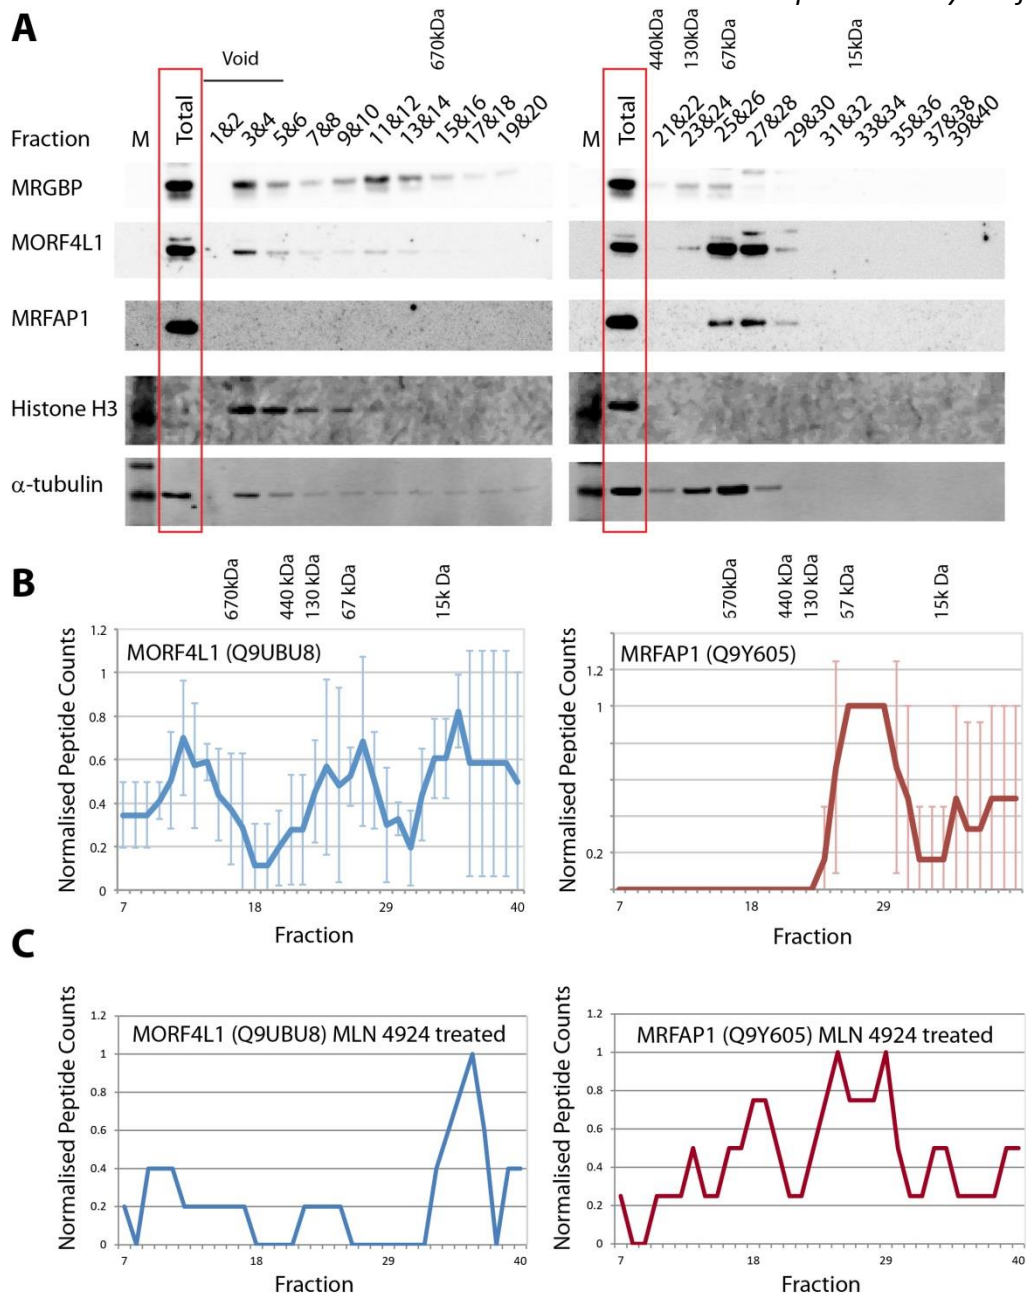 A
Void
670kDa
440kDa
130kDa
67kDa
15kDa
Fraction M Total 1&2 3&4 5&6 7&8 9&10 11&12 13&14 15&16 17&18 19&20 M Total 21&22 23&24 25&26 27&28 29&30 31&32 33&34 35&36 37&38 39&40
MRGBP
MORF4L1
MRFAP1
Histone H3
α-tubulin
B
670kDa 440 kDa 130 kDa 67 kDa 15k Da
570kDa 440 kDa 130 kDa 57 kDa 15k Da
MORF4L1 (Q9UBU8)
Normalised Peptide Counts
1.2
1
0.8
0.6
0.4
0.2
0
7 18 29 40
Fraction
MRFAP1 (Q9Y605)
Normalised Peptide Counts
1.2
1
0.2
7 18 29
Fraction
C
MORF4L1 (Q9UBU8) MLN 4924 treated
Normalised Peptide Counts
1.2
1
0.8
0.6
0.4
0.2
0
7 18 29 40
Fraction
MRFAP1 (Q9Y605) MLN 4924 treated
Normalised Peptide Counts
1.2
1
0.8
0.6
0.4
0.2
0
7 18 29 40
Fraction